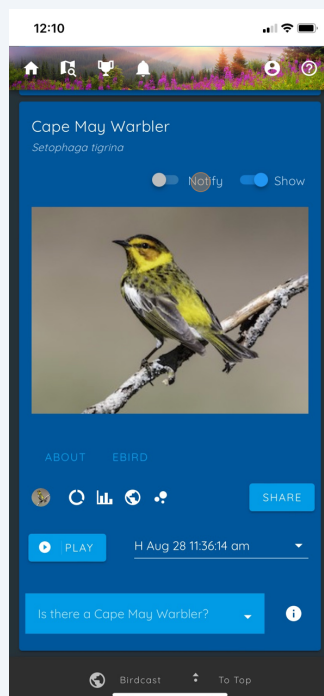 12:10
Cape May Warbler
Setophaga tigrina
Notify Show
ABOUT EBIRD
SHARE
PLAY H Aug 28 11:36:14 am
Is there a Cape May Warbler?
Birdcast To Top